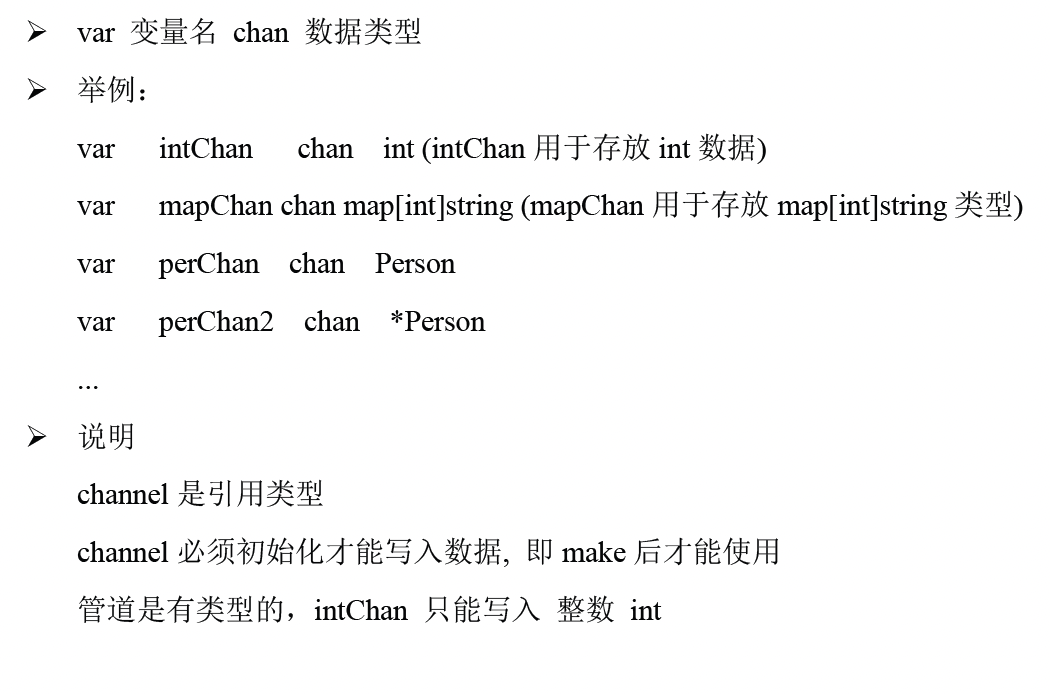 ➢ var 变量名 chan 数据类型
➢ 举例：
var intChan chan int (intChan 用于存放 int 数据)
var mapChan chan map[int]string (mapChan 用于存放 map[int]string 类型)
var perChan chan Person
var perChan2 chan *Person
...
➢ 说明
channel 是引用类型
channel 必须初始化才能写入数据, 即 make 后才能使用
管道是有类型的，intChan 只能写入 整数 int